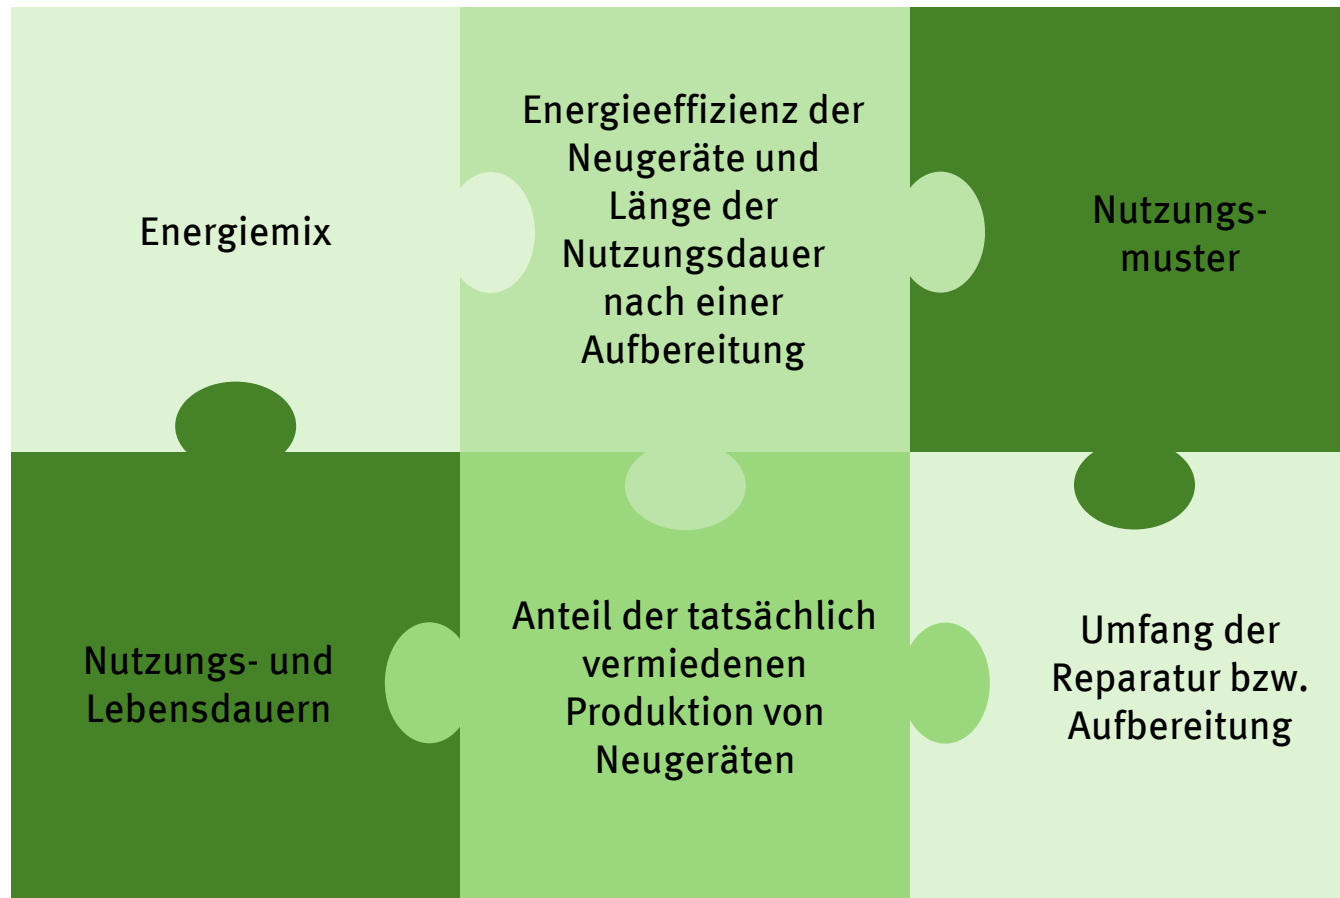 Energiemix
Energieeffizienz der
Neugeräte und
Länge der
Nutzungsdauer
nach einer
Aufbereitung
Nutzungs-
muster
Nutzungs- und
Lebensdauern
Anteil der tatsächlich
vermiedenen
Produktion von
Neugeräten
Umfang der
Reparatur bzw.
Aufbereitung